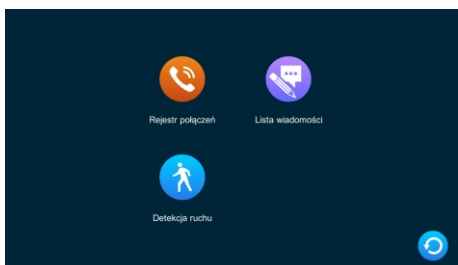 Rejestr połączeń
Lista wiadomości
Detekcja ruchu